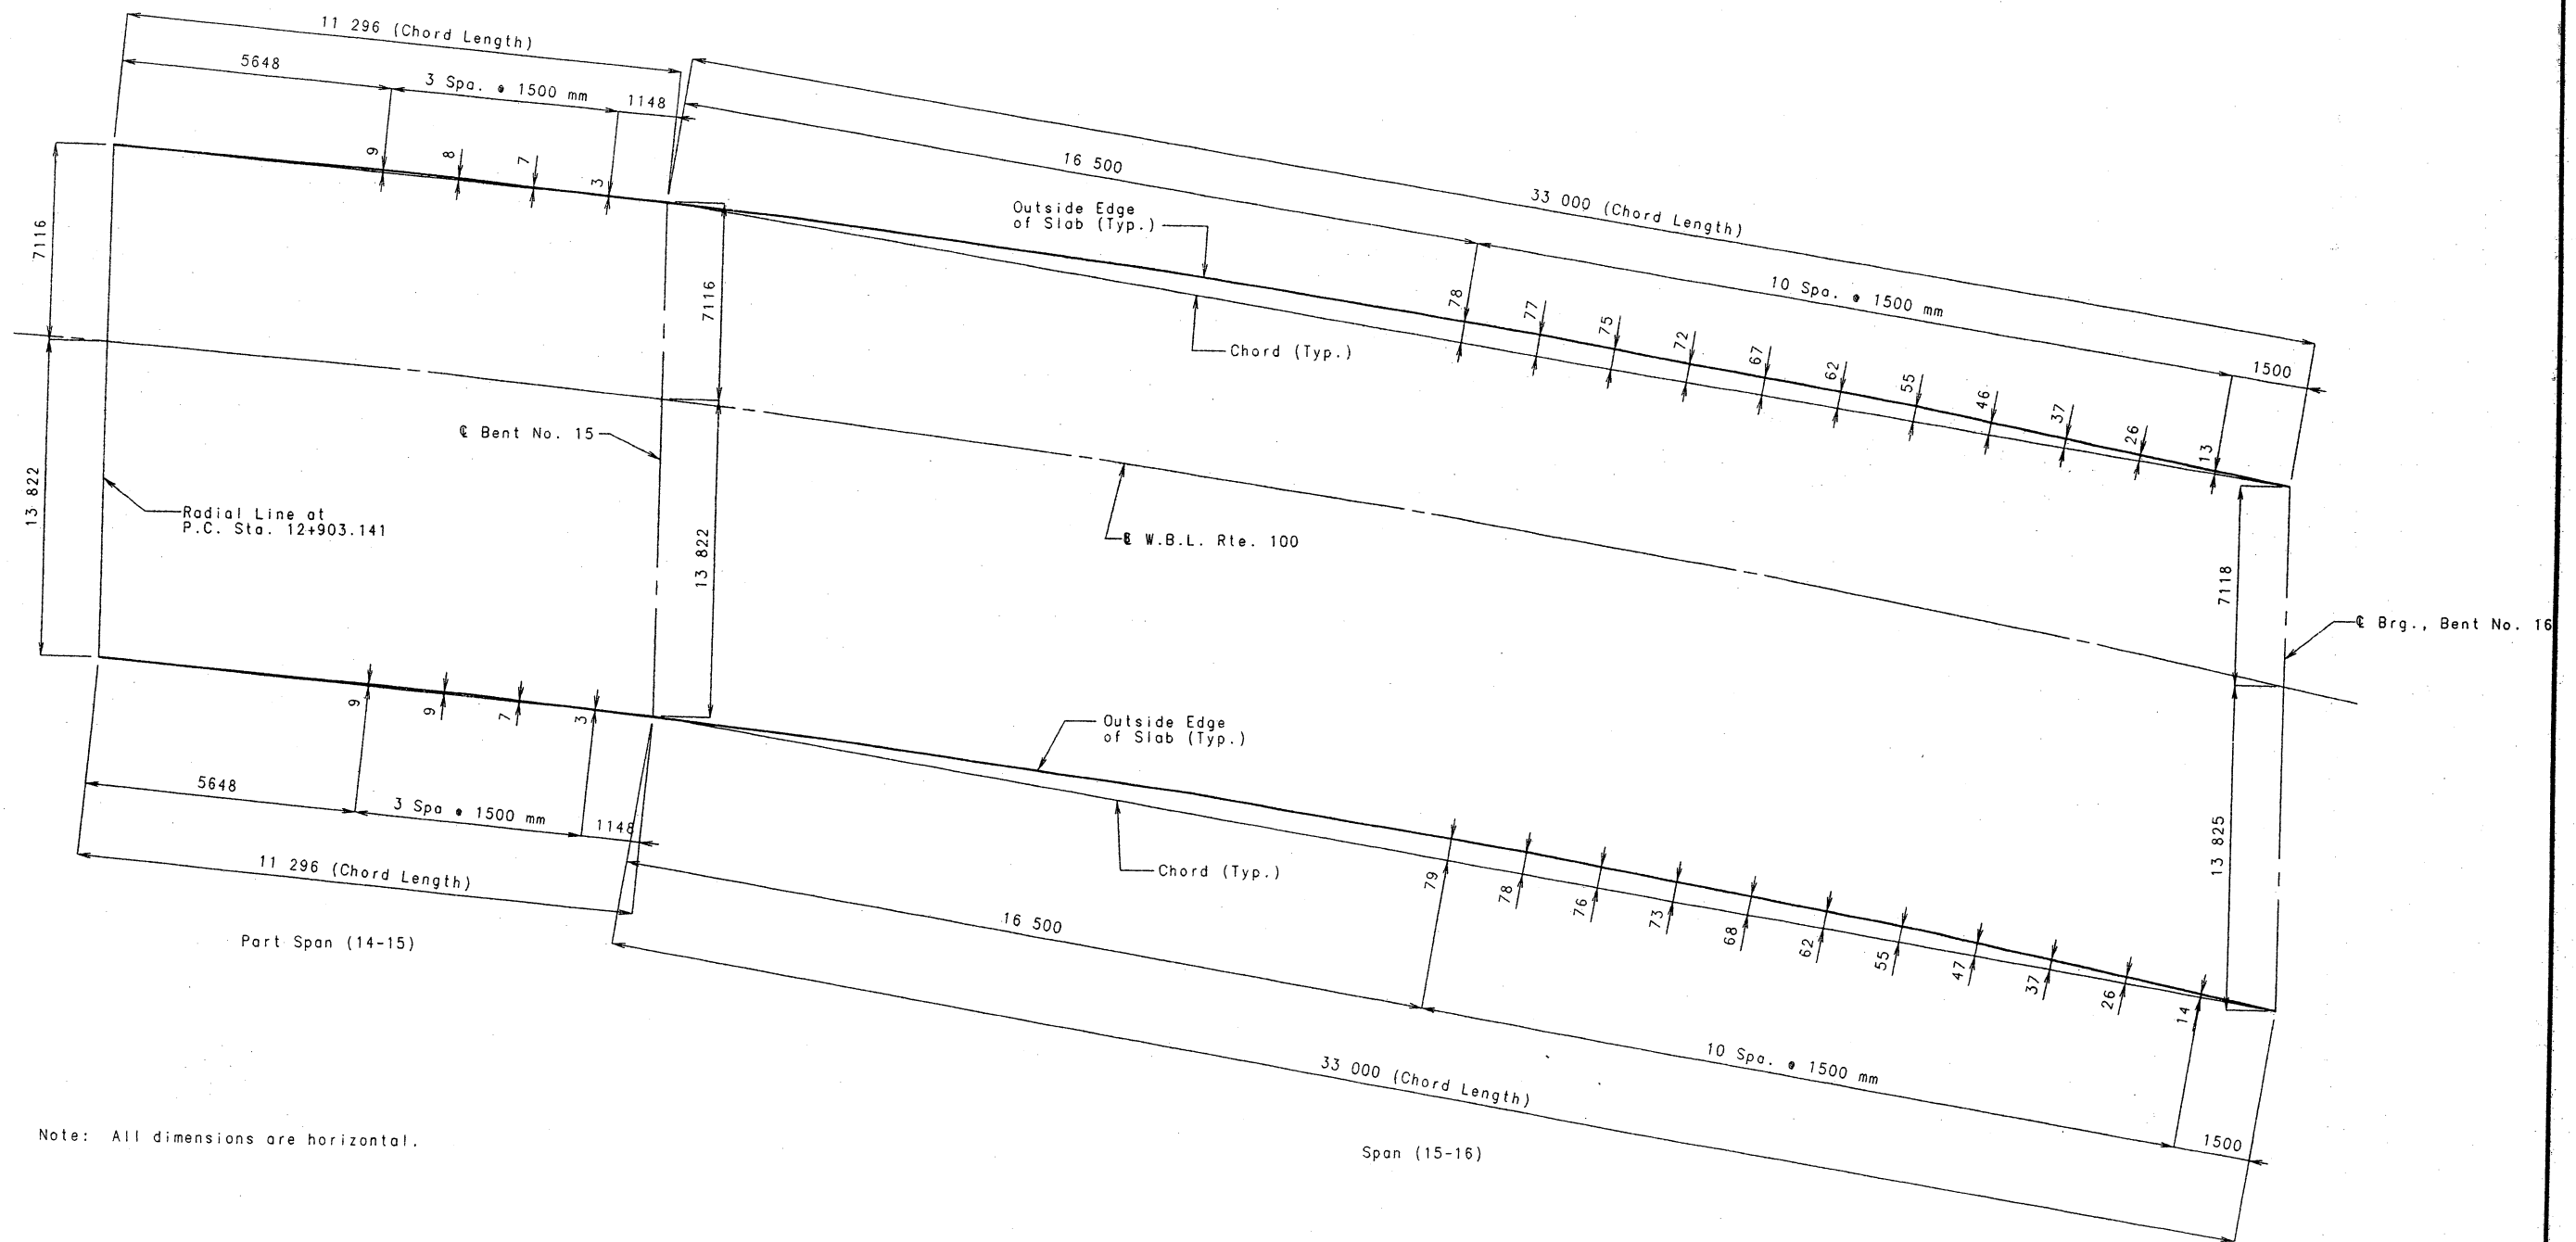 11 296 (Chord Length)
5648
3 Spa. @ 1500 mm
1148
9
8
7
3
7116
13 822
33 000 (Chord Length)
16 500
Outside Edge
of Slab (Typ.)
10 Spa. @ 1500 mm
1500
78
77
75
72
67
62
55
46
37
26
13
Chord (Typ.)
7116
℄ Bent No. 15
13 822
Radial Line at
P.C. Sta. 12+903.141
℄ W.B.L. Rte. 100
7118
13 825
℄ Brg., Bent No. 16
9
9
7
3
5648
3 Spa @ 1500 mm
1148
11 296 (Chord Length)
Outside Edge
of Slab (Typ.)
Chord (Typ.)
79
78
76
73
68
62
55
47
37
26
14
16 500
10 Spa. @ 1500 mm
1500
33 000 (Chord Length)
Part Span (14-15)
Span (15-16)
Note: All dimensions are horizontal.